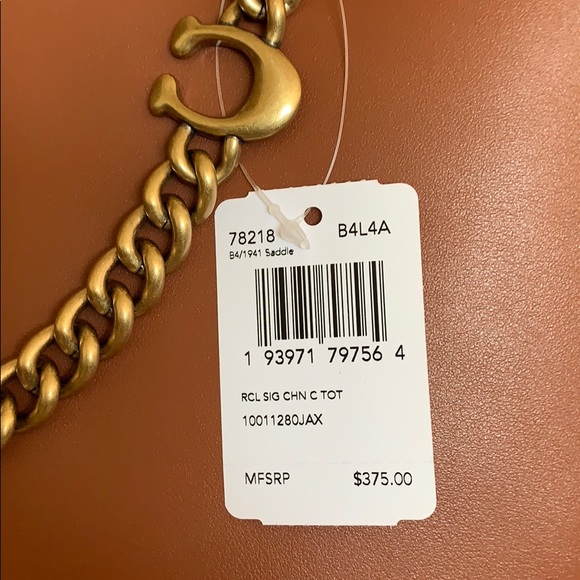 78218 B4L4A
B4/1941 Saddle
1 93971 79756 4
RCL SIG CHN C TOT
10011280JAX
MFSRP $375.00